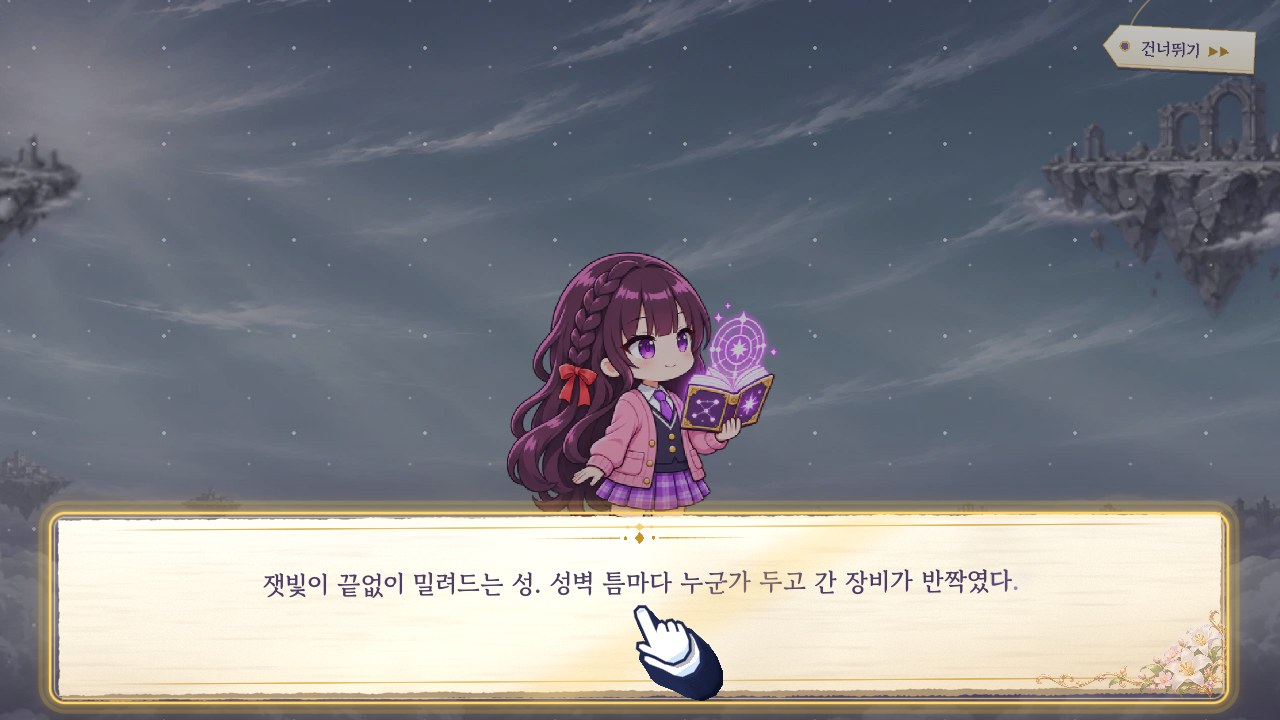 건너뛰기
잿빛이 끝없이 밀려드는 성. 성벽 틈마다 누군가 두고 간 장비가 반짝였다.